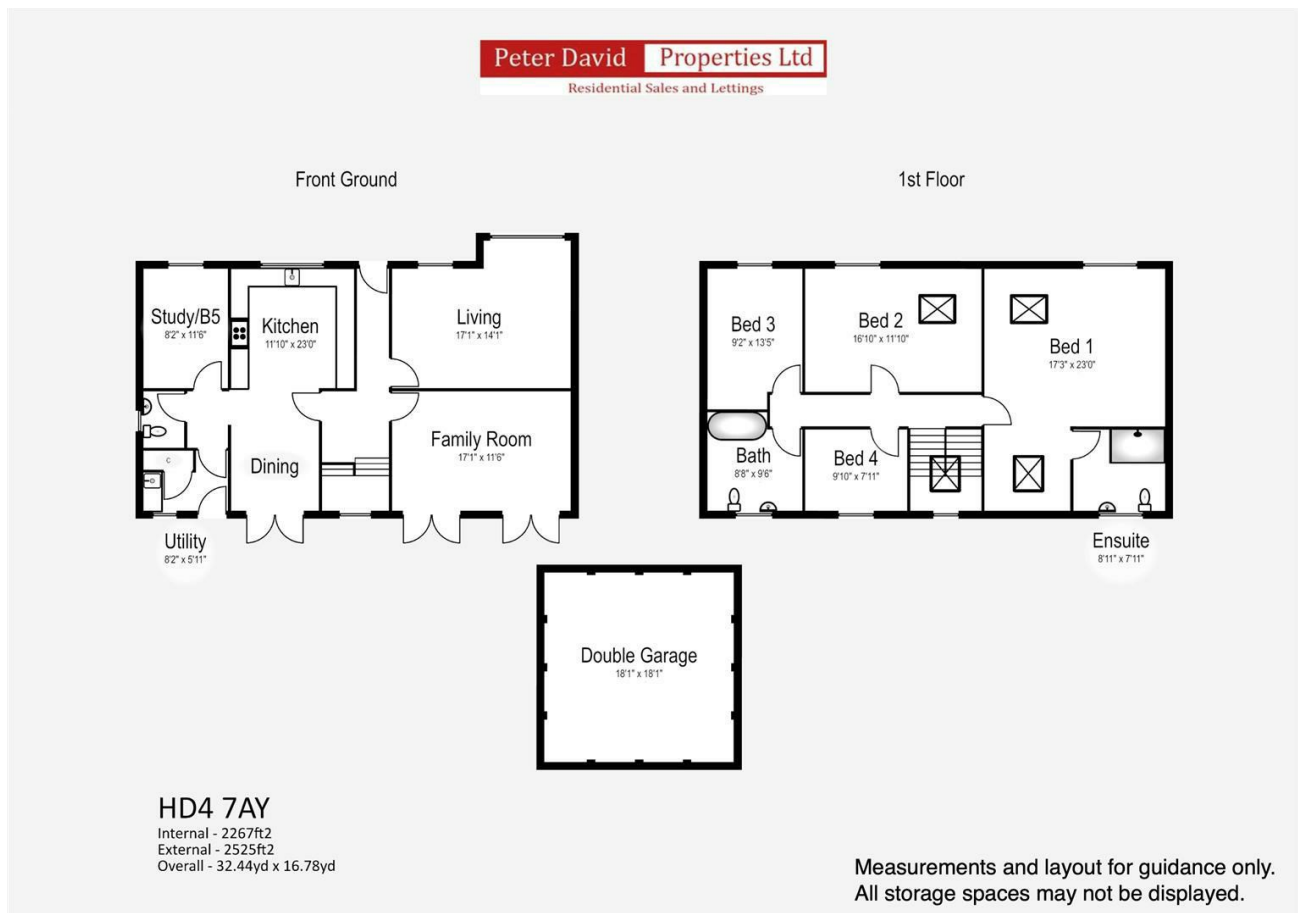 Peter David Properties Ltd
Residential Sales and Lettings
Front Ground
1st Floor
Study/B5
8'2" x 11'6"
Kitchen
11'10" x 23'0"
Living
17'1" x 14'1"
Family Room
17'1" x 11'6"
Dining
C
Utility
8'2" x 5'11"
Bed 3
9'2" x 13'5"
Bed 2
16'10" x 11'10"
Bed 1
17'3" x 23'0"
Bath
8'8" x 9'6"
Bed 4
9'10" x 7'11"
Ensuite
8'11" x 7'11"
Double Garage
18'1" x 18'1"
HD4 7AY
Internal - 2267ft2
External - 2525ft2
Overall - 32.44yd x 16.78yd
Measurements and layout for guidance only.
All storage spaces may not be displayed.